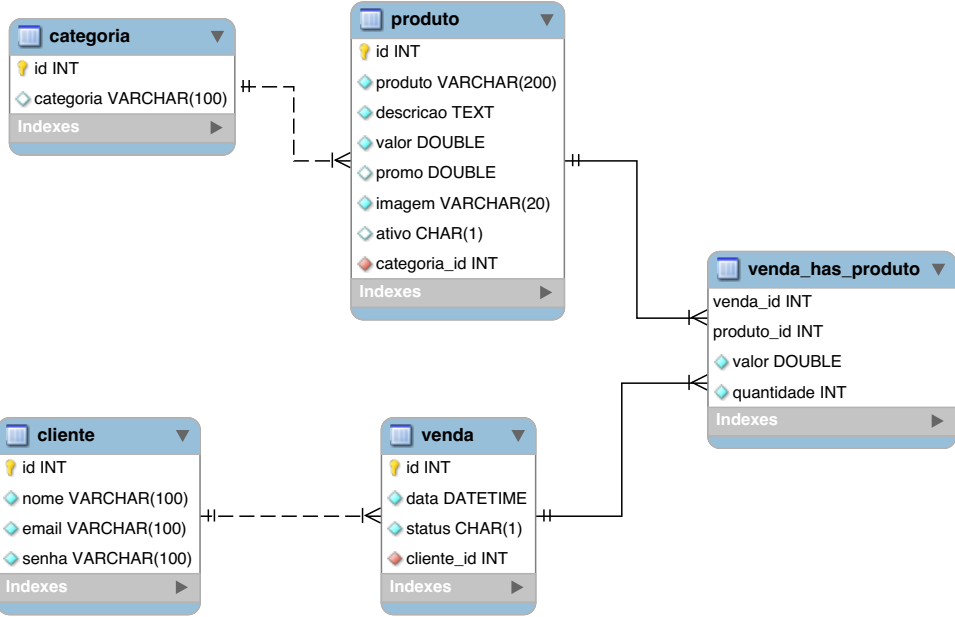 categoria
id INT
categoria VARCHAR(100)
Indexes
produto
id INT
produto VARCHAR(200)
descricao TEXT
valor DOUBLE
promo DOUBLE
imagem VARCHAR(20)
ativo CHAR(1)
categoria_id INT
Indexes
venda_has_produto
venda_id INT
produto_id INT
valor DOUBLE
quantidade INT
Indexes
cliente
id INT
nome VARCHAR(100)
email VARCHAR(100)
senha VARCHAR(100)
Indexes
venda
id INT
data DATETIME
status CHAR(1)
cliente_id INT
Indexes